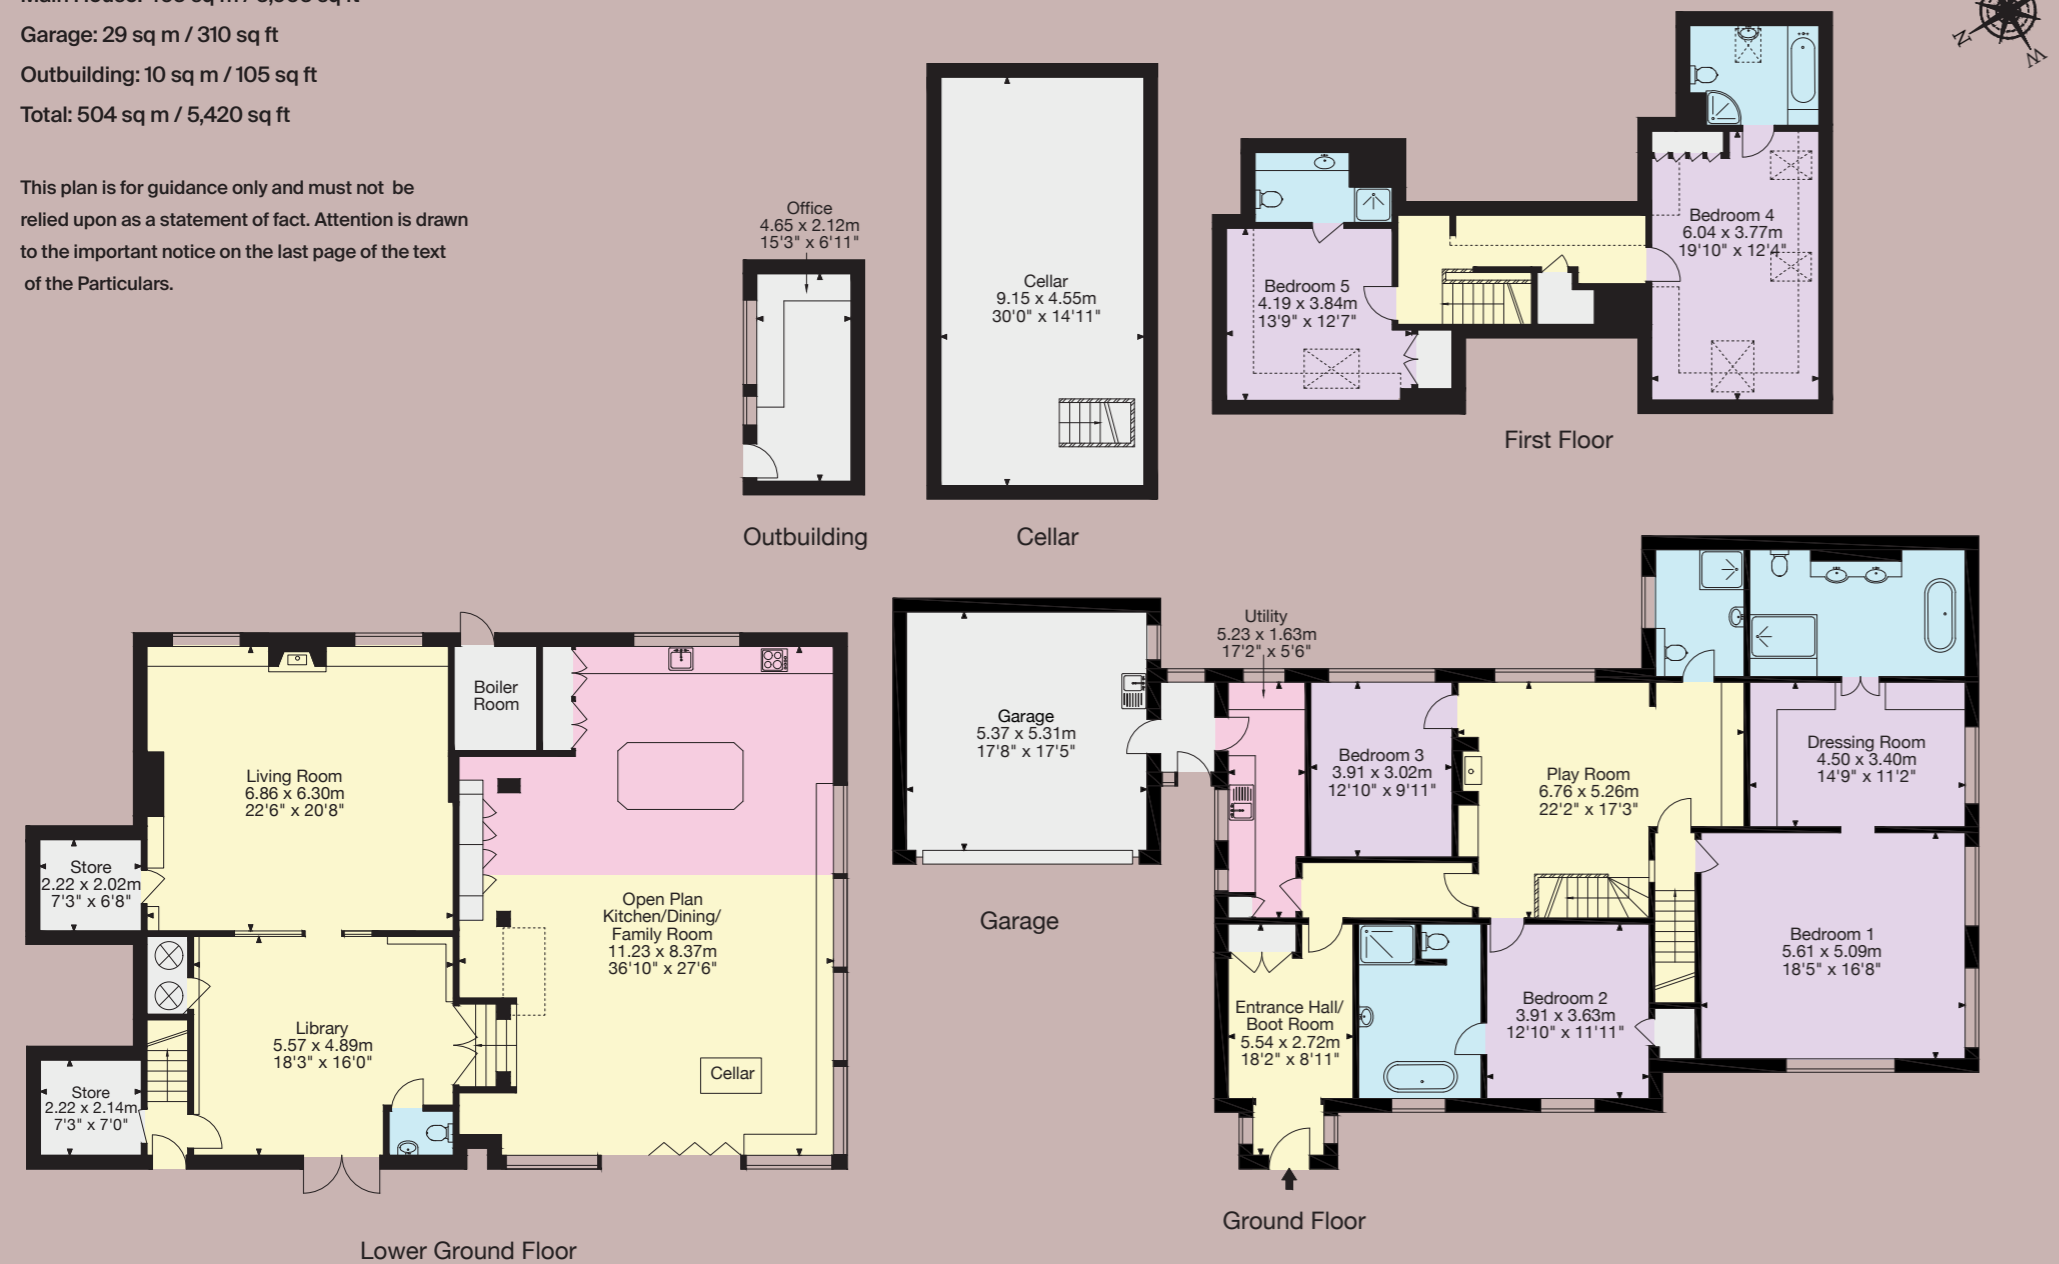 Garage: 29 sq m / 310 sq ft
Outbuilding: 10 sq m / 105 sq ft
Total: 504 sq m / 5,420 sq ft
This plan is for guidance only and must not be
relied upon as a statement of fact. Attention is drawn
to the important notice on the last page of the text
of the Particulars.
N
W
Office
4.65 x 2.12m
15'3" x 6'11"
Outbuilding
Cellar
9.15 x 4.55m
30'0" x 14'11"
Cellar
Bedroom 5
4.19 x 3.84m
13'9" x 12'7"
Bedroom 4
6.04 x 3.77m
19'10" x 12'4"
First Floor
Living Room
6.86 x 6.30m
22'6" x 20'8"
Boiler
Room
Store
2.22 x 2.02m
7'3" x 6'8"
Open Plan
Kitchen/Dining/
Family Room
11.23 x 8.37m
36'10" x 27'6"
Library
5.57 x 4.89m
18'3" x 16'0"
Store
2.22 x 2.14m
7'3" x 7'0"
Cellar
Lower Ground Floor
Garage
5.37 x 5.31m
17'8" x 17'5"
Garage
Utility
5.23 x 1.63m
17'2" x 5'6"
Bedroom 3
3.91 x 3.02m
12'10" x 9'11"
Play Room
6.76 x 5.26m
22'2" x 17'3"
Dressing Room
4.50 x 3.40m
14'9" x 11'2"
Bedroom 1
5.61 x 5.09m
18'5" x 16'8"
Entrance Hall/
Boot Room
5.54 x 2.72m
18'2" x 8'11"
Bedroom 2
3.91 x 3.63m
12'10" x 11'11"
Ground Floor